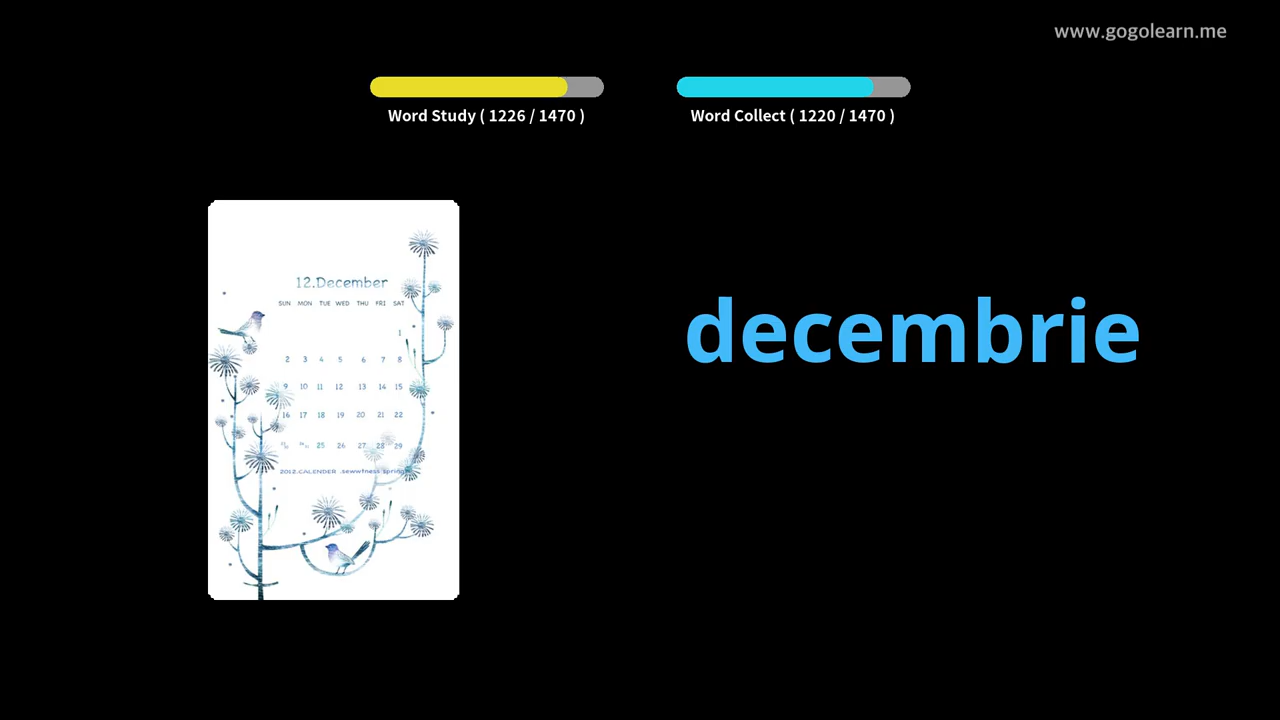 www.gogolearn.me
Word Study ( 1226 / 1470 )
Word Collect ( 1220 / 1470 )
12.December
SUN MON TUE WED THU FRI SAT
1
2 3 4 5 6 7 8
9 10 11 12 13 14 15
16 17 18 19 20 21 22
25 26 27 28 29
2012.CALENDER
decembrie